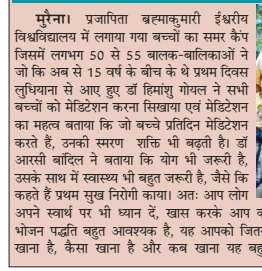 मुरैना। प्रजापिता ब्रह्माकुमारी ईश्वरीय
विश्वविद्यालय में लगाया गया बच्चों का समर कैंप
जिसमें लगभग 50 से 55 बालक-बालिकाओं ने
जो कि अब से 15 वर्ष के बीच के थे प्रथम दिवस
लुधियाना से आए हुए डॉ हिमांशु गोयल ने सभी
बच्चों को मेडिटेशन करना सिखाया एवं मेडिटेशन
का महत्व बताया कि जो बच्चे प्रतिदिन मेडिटेशन
करते हैं, उनकी स्मरण शक्ति भी बढ़ती है। डॉ
आरसी बांदिल ने बताया कि योग भी जरूरी है,
उसके साथ में स्वास्थ्य भी बहुत जरूरी है, जैसे कि
कहते हैं प्रथम सुख निरोगी काया। अतः आप लोग
अपने स्वार्थ पर भी ध्यान दें, खास करके आप
भोजन पद्धति बहुत आवश्यक है, यह आपको
खाना है, कैसा खाना है और कब खाना यह